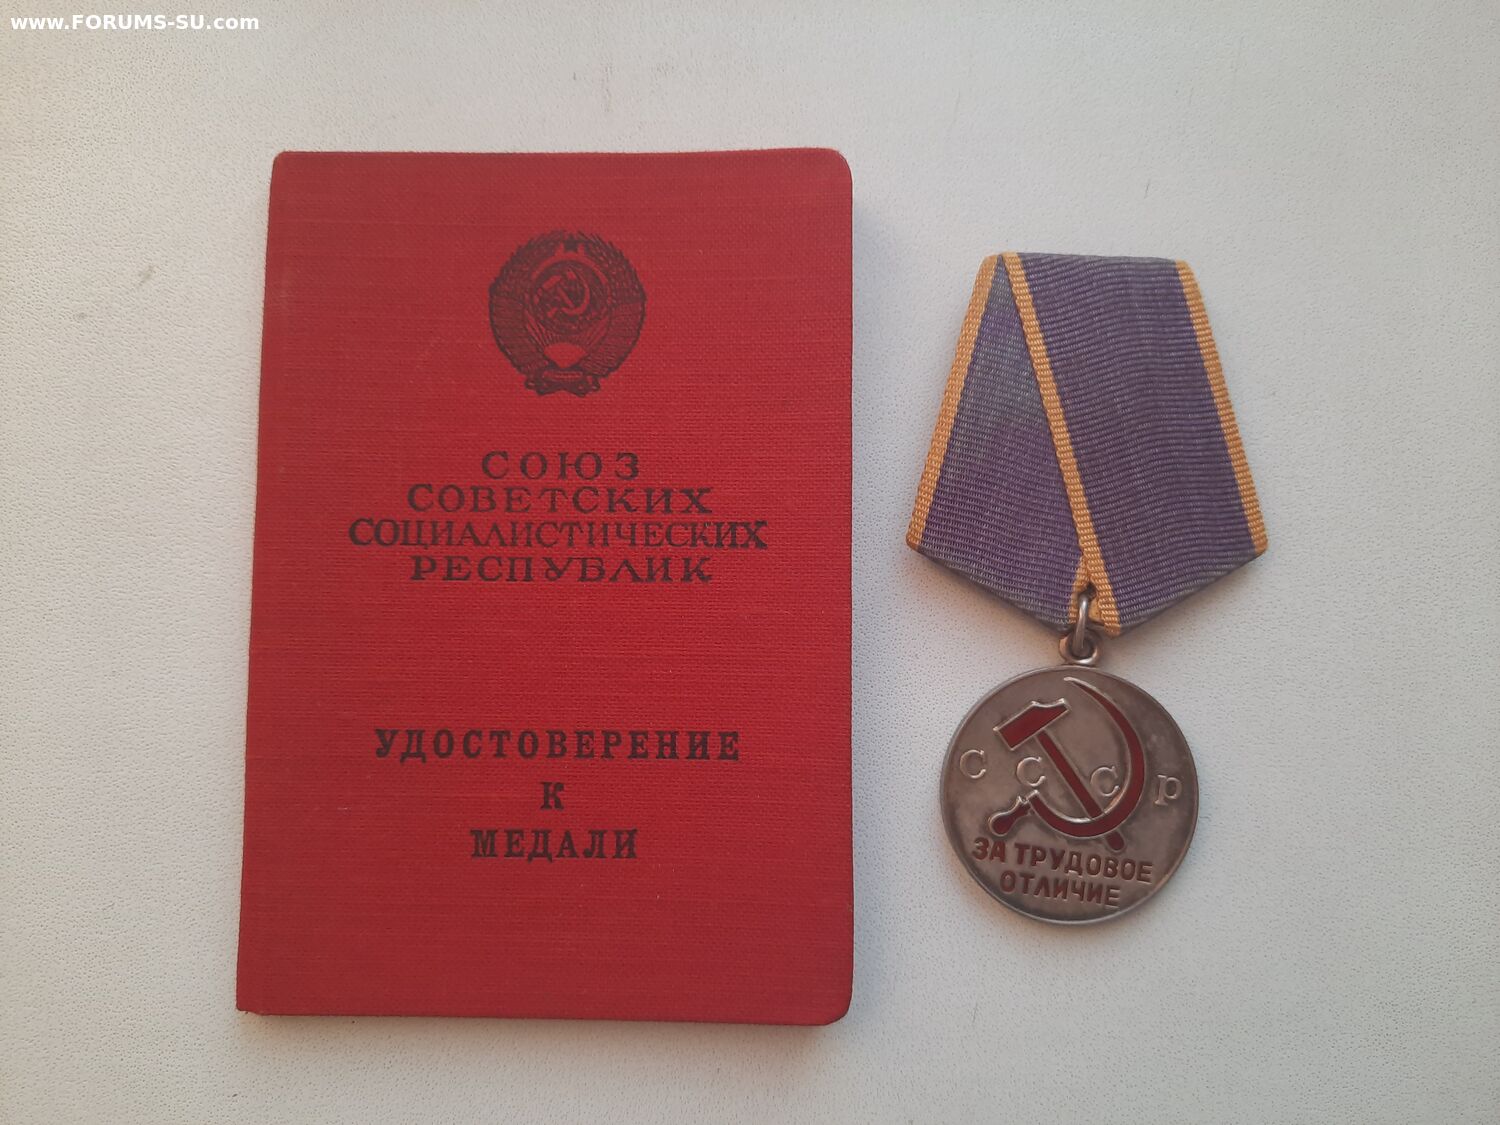 www.FORUMS-SU.com
СОЮЗ
СОВЕТСКИХ
СОЦИАЛИСТИЧЕСКИХ
РЕСПУБЛИК
УДОСТОВЕРЕНИЕ
К
МЕДАЛИ
С С С Р
ЗА ТРУДОВОЕ
ОТЛИЧИЕ